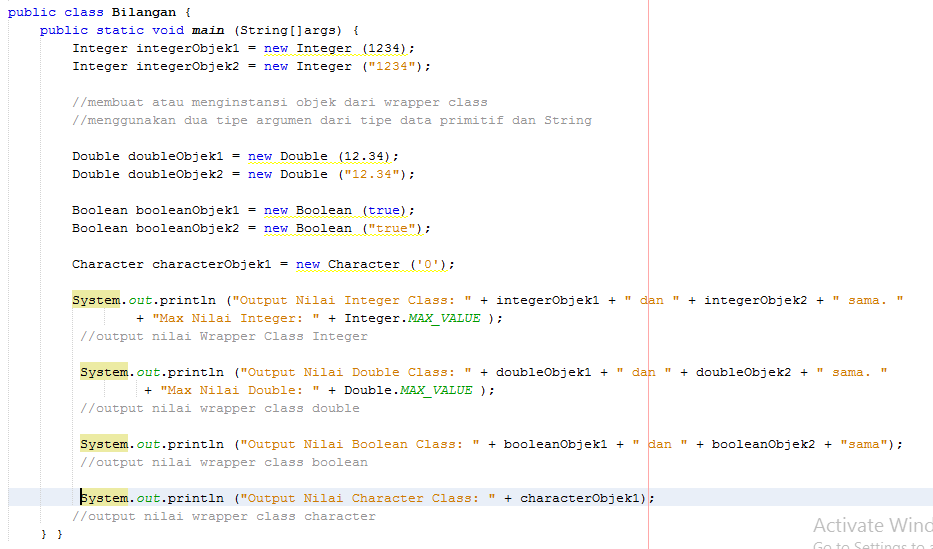 public class Bilangan {
public static void main (String[]args) {
Integer integerObjek1 = new Integer (1234);
Integer integerObjek2 = new Integer ("1234");
//membuat atau menginstansi objek dari wrapper class
//menggunakan dua tipe argumen dari tipe data primitif dan String
Double doubleObjek1 = new Double (12.34);
Double doubleObjek2 = new Double ("12.34");
Boolean booleanObjek1 = new Boolean (true);
Boolean booleanObjek2 = new Boolean ("true");
Character characterObjek1 = new Character ('0');
System.out.println ("Output Nilai Integer Class: " + integerObjek1 + " dan " + integerObjek2 + " sama. "
+ "Max Nilai Integer: " + Integer.MAX_VALUE );
//output nilai Wrapper Class Integer
System.out.println ("Output Nilai Double Class: " + doubleObjek1 + " dan " + doubleObjek2 + " sama. "
+ "Max Nilai Double: " + Double.MAX_VALUE );
//output nilai wrapper class double
System.out.println ("Output Nilai Boolean Class: " + booleanObjek1 + " dan " + booleanObjek2 + "sama");
//output nilai wrapper class boolean
System.out.println ("Output Nilai Character Class: " + characterObjek1);
//output nilai wrapper class character
} }
Activate Wind
Go to Settings to